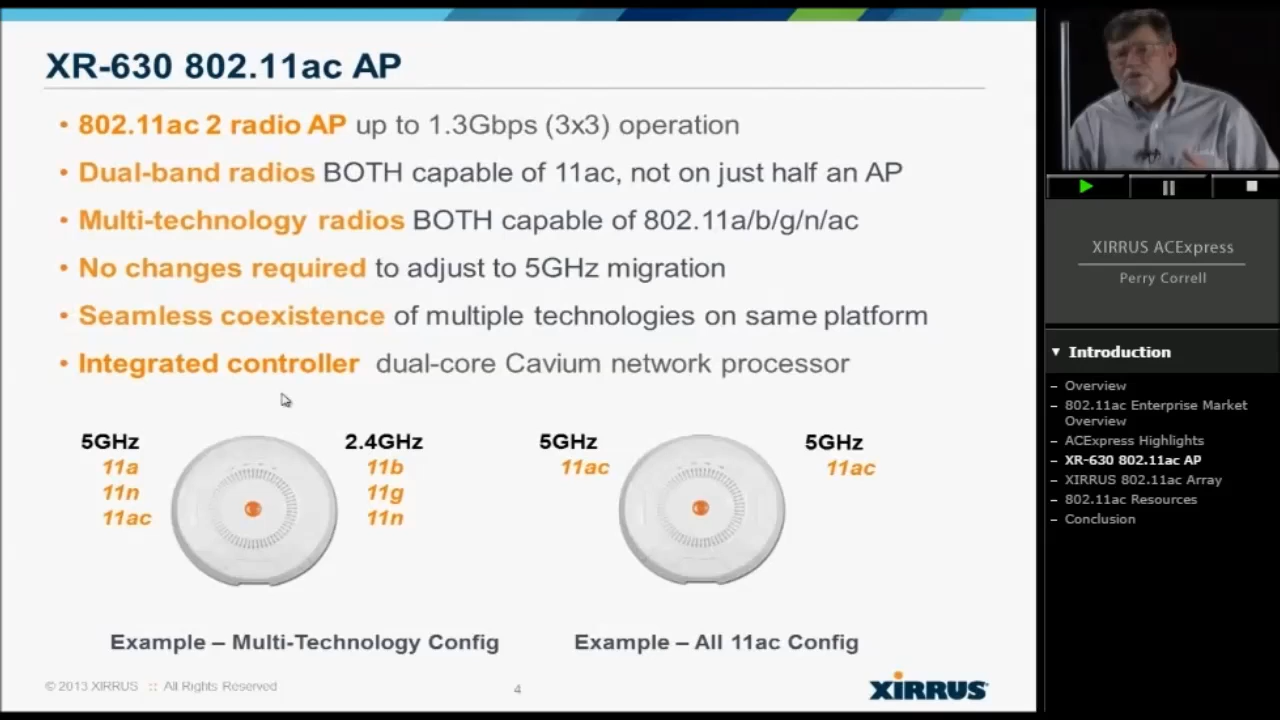 XR-630 802.11ac AP
• 802.11ac 2 radio AP up to 1.3Gbps (3x3) operation
• Dual-band radios BOTH capable of 11ac, not on just half an AP
• Multi-technology radios BOTH capable of 802.11a/b/g/n/ac
• No changes required to adjust to 5GHz migration
• Seamless coexistence of multiple technologies on same platform
• Integrated controller dual-core Cavium network processor
5GHz
11a
11n
11ac
2.4GHz
11b
11g
11n
Example – Multi-Technology Config
5GHz
11ac
5GHz
11ac
Example – All 11ac Config
© 2013 XIRRUS :: All Rights Reserved
4
XIRRUS
XIRRUS ACExpress
Perry Correll
▼ Introduction
– Overview
– 802.11ac Enterprise Market
Overview
– ACExpress Highlights
– XR-630 802.11ac AP
– XIRRUS 802.11ac Array
– 802.11ac Resources
– Conclusion